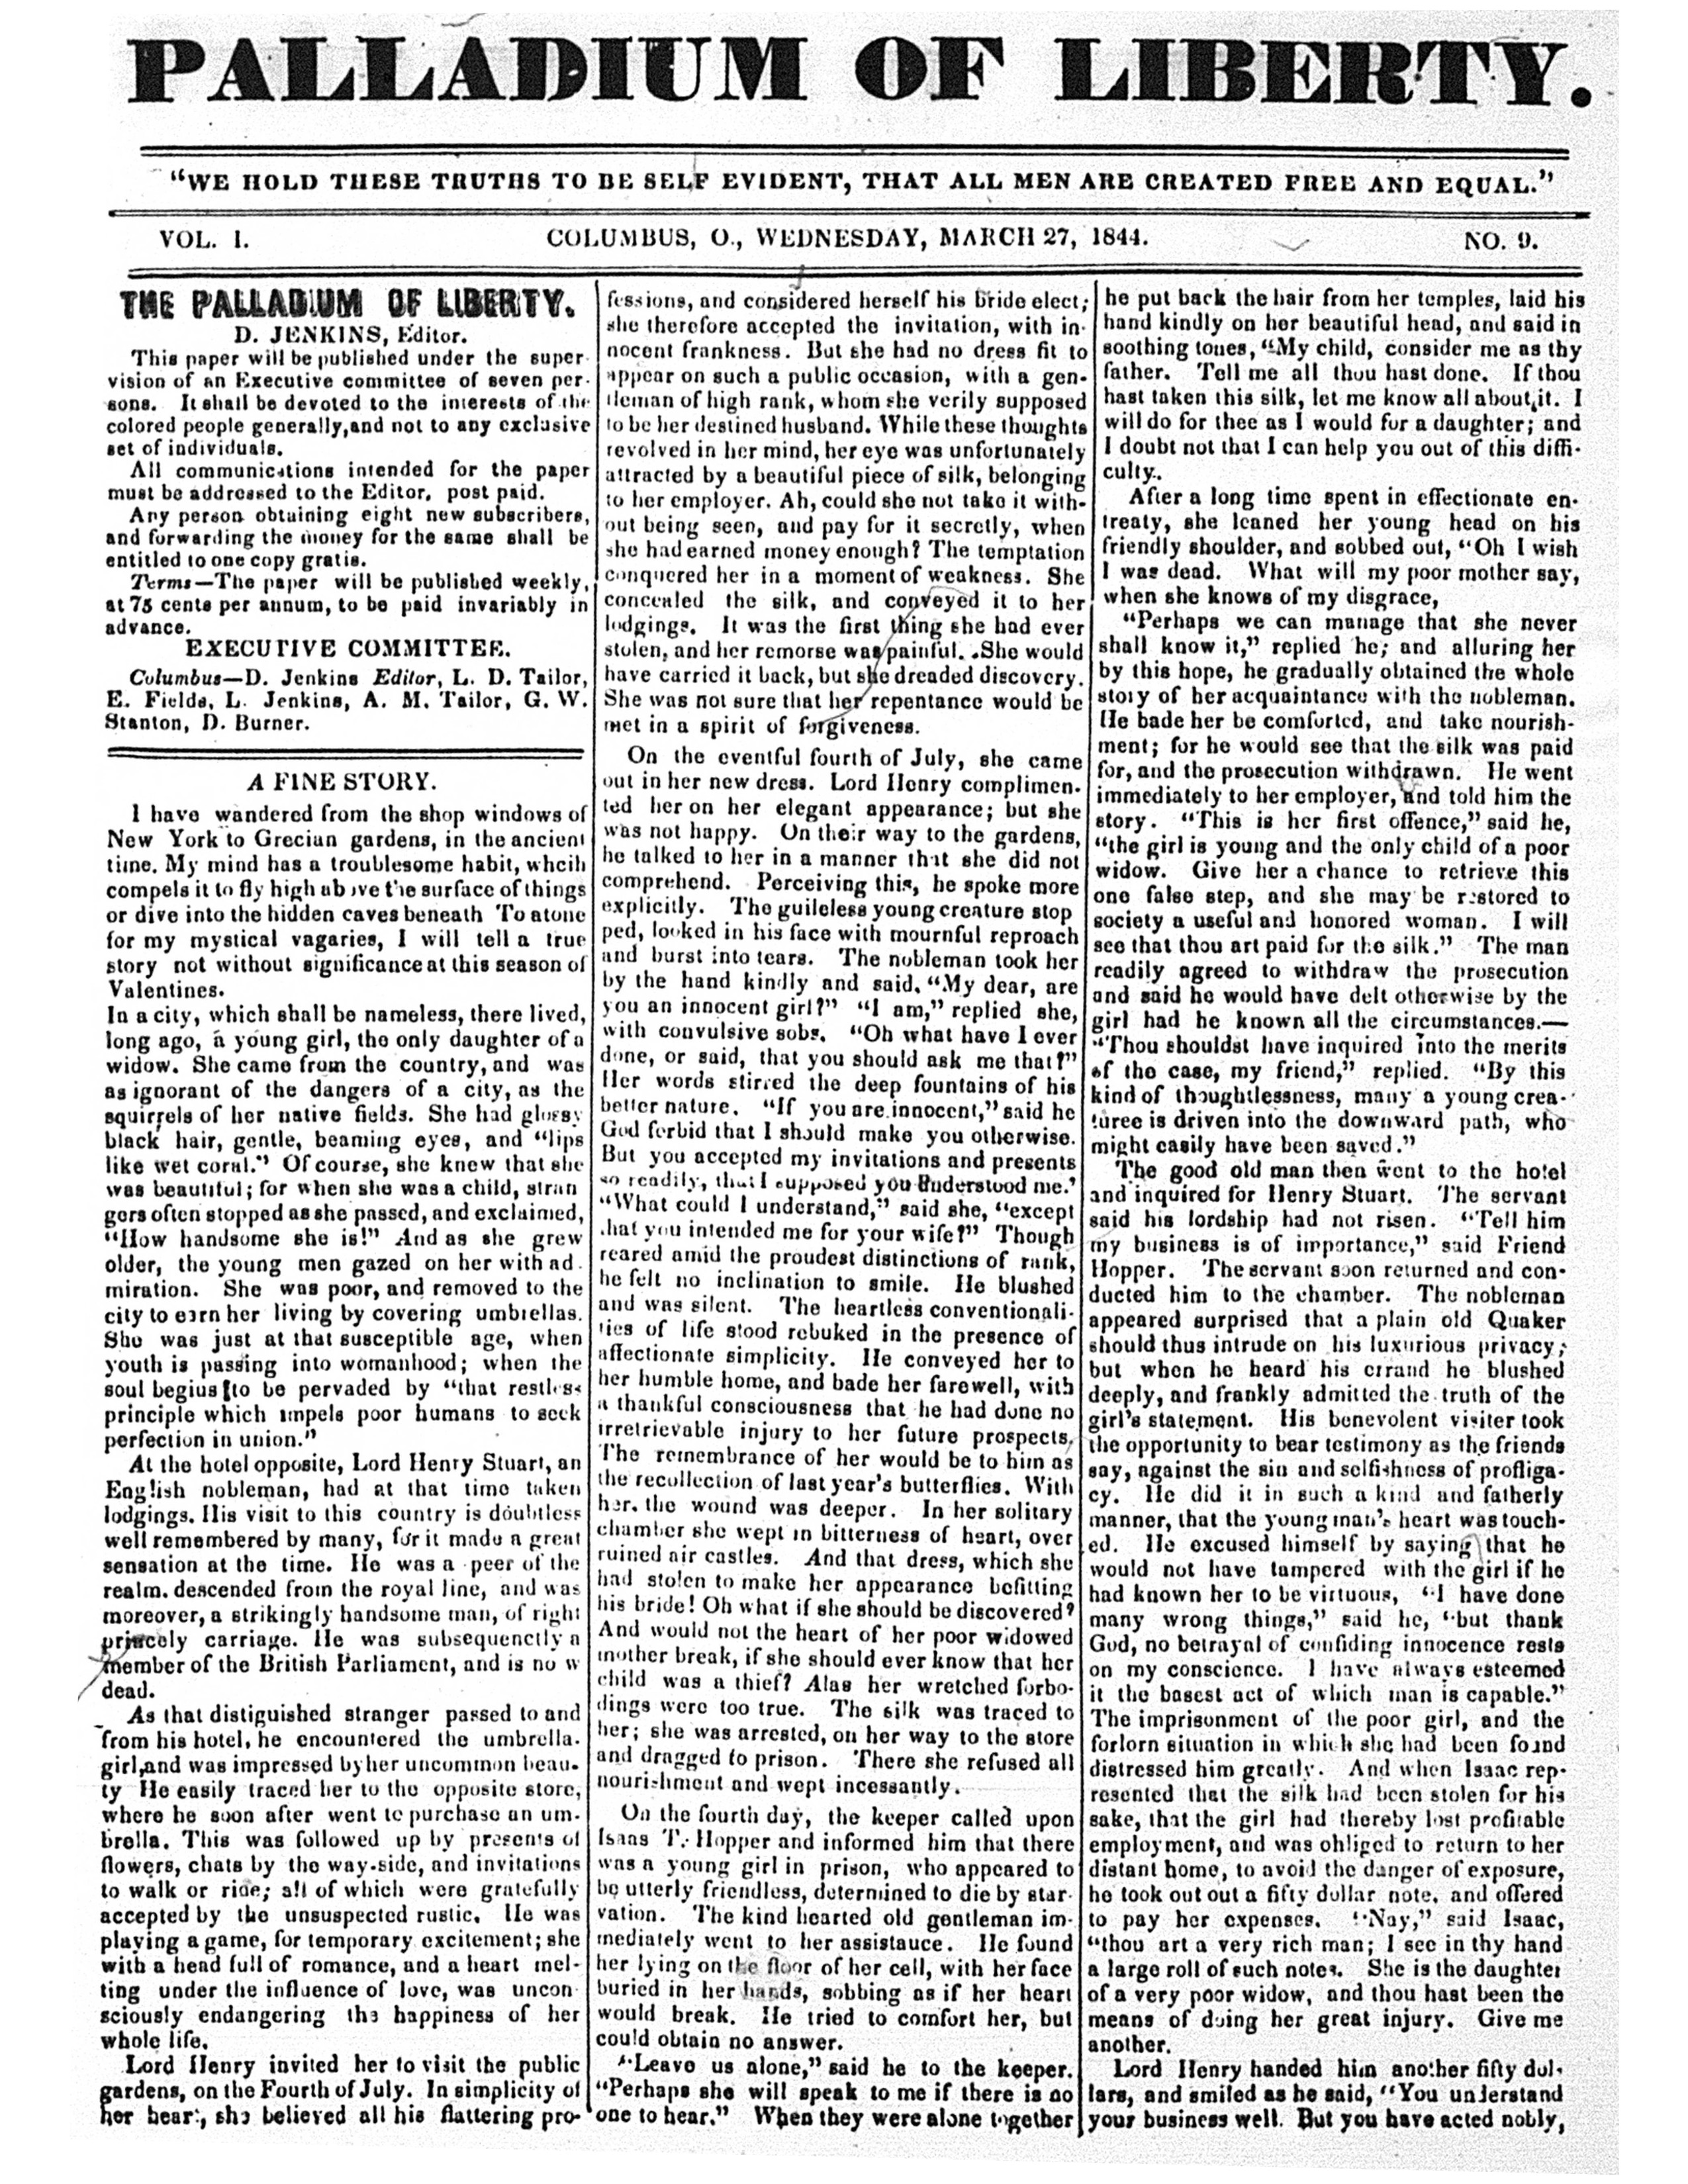 PALLADIUM OF LIBERTY.
"WE HOLD THESE TRUTHS TO BE SELF EVIDENT, THAT ALL MEN ARE CREATED FREE AND EQUAL."
VOL. I. COLUMBUS, O., WEDNESDAY, MARCH 27, 1844. NO. 9.
THE PALLADIUM OF LIBERTY.
D. JENKINS, Editor.
This paper will be published under the super-
vision of an Executive committee of seven per-
sons. It shall be devoted to the interests of the
colored people generally,and not to any exclusive
set of individuals.
All communications intended for the paper
must be addressed to the Editor, post paid.
Any person obtaining eight new subscribers,
and forwarding the money for the same shall be
entitled to one copy gratis.
Terms—The paper will be published weekly,
at 75 cents per annum, to be paid invariably in
advance.
EXECUTIVE COMMITTEE.
Columbus—D. Jenkins Editor, L. D. Tailor,
E. Fields, L. Jenkins, A. M. Tailor, G. W.
Stanton, D. Burner.
A FINE STORY.
I have wandered from the shop windows of
New York to Grecian gardens, in the ancient
time. My mind has a troublesome habit, whcih
compels it to fly high above the surface of things
or dive into the hidden caves beneath To atone
for my mystical vagaries, I will tell a true
story not without significance at this season of
Valentines.
In a city, which shall be nameless, there lived,
long ago, a young girl, the only daughter of a
widow. She came from the country, and was
as ignorant of the dangers of a city, as the
squirrels of her native fields. She had glossy
black hair, gentle, beaming eyes, and "lips
like wet coral." Of course, she knew that she
was beautiful; for when she was a child, stran
gers often stopped as she passed, and exclaimed,
"How handsome she is!" And as she grew
older, the young men gazed on her with ad-
miration. She was poor, and removed to the
city to earn her living by covering umbrellas.
She was just at that susceptible age, when
youth is passing into womanhood; when the
soul begius to be pervaded by "that restless
principle which impels poor humans to seek
perfection in union."
At the hotel opposite, Lord Henry Stuart, an
English nobleman, had at that time taken
lodgings. His visit to this country is doubtless
well remembered by many, for it made a great
sensation at the time. He was a peer of the
realm. descended from the royal line, and was
moreover, a strikingly handsome man, of right
princely carriage. He was subsequenctly a
member of the British Parliament, and is no w
dead.
As that distiguished stranger passed to and
from his hotel, he encountered the umbrella.
girl,and was impressed by her uncommon beau-
ty He easily traced her to the opposite store,
where he soon after went to purchase an um-
brella. This was followed up by presents of
flowers, chats by the way-side, and invitations
to walk or ride; all of which were gratefully
accepted by the unsuspected rustic. He was
playing a game, for temporary excitement; she
with a head full of romance, and a heart mel-
ting under the influence of love, was uncon
sciously endangering the happiness of her
whole life.
Lord Henry invited her to visit the public
gardens, on the Fourth of July. In simplicity of
her heart, she believed all his flattering pro-
fessions, and considered herself his bride elect;
she therefore accepted the invitation, with in-
nocent frankness. But she had no dress fit to
appear on such a public occasion, with a gen-
tleman of high rank, whom she verily supposed
to be her destined husband. While these thoughts
revolved in her mind, her eye was unfortunately
attracted by a beautiful piece of silk, belonging
to her employer. Ah, could she not take it with-
out being seen, and pay for it secretly, when
she had earned money enough? The temptation
conquered her in a moment of weakness. She
concealed the silk, and conveyed it to her
lodgings. It was the first thing she had ever
stolen, and her remorse was painful. She would
have carried it back, but she dreaded discovery.
She was not sure that her repentance would be
met in a spirit of forgiveness.
On the eventful fourth of July, she came
out in her new dress. Lord Henry complimen-
ted her on her elegant appearance; but she
was not happy. On their way to the gardens,
he talked to her in a manner that she did not
comprehend. Perceiving this, he spoke more
explicitly. The guileless young creature stop
ped, looked in his face with mournful reproach
and burst into tears. The nobleman took her
by the hand kindly and said, "My dear, are
you an innocent girl?" "I am," replied she,
with convulsive sobs. "Oh what have I ever
done, or said, that you should ask me that?"
Her words stirred the deep fountains of his
better nature. "If you are innocent," said he
God forbid that I should make you otherwise.
But you accepted my invitations and presents
so readily, that I supposed you understood me.'
"What could I understand," said she, "except
that you intended me for your wife?" Though
reared amid the proudest distinctions of rank,
he felt no inclination to smile. He blushed
and was silent. The heartless conventionali-
ties of life stood rebuked in the presence of
affectionate simplicity. He conveyed her to
her humble home, and bade her farewell, with
a thankful consciousness that he had done no
irretrievable injury to her future prospects.
The remembrance of her would be to him as
the recollection of last year's butterflies. With
her, the wound was deeper. In her solitary
chamber she wept in bitterness of heart, over
ruined air castles. And that dress, which she
had stolen to make her appearance befitting
his bride! Oh what if she should be discovered?
And would not the heart of her poor widowed
mother break, if she should ever know that her
child was a thief? Alas her wretched forbo-
dings were too true. The silk was traced to
her; she was arrested, on her way to the store
and dragged to prison. There she refused all
nourishment and wept incessantly.
On the fourth day, the keeper called upon
Isaas T. Hopper and informed him that there
was a young girl in prison, who appeared to
be utterly friendless, determined to die by star-
vation. The kind hearted old gentleman im-
mediately went to her assistauce. He found
her lying on the floor of her cell, with her face
buried in her hands, sobbing as if her heart
would break. He tried to comfort her, but
could obtain no answer.
"Leave us alone," said he to the keeper.
"Perhaps she will speak to me if there is no
one to hear." When they were alone together
he put back the hair from her temples, laid his
hand kindly on her beautiful head, and said in
soothing tones, "My child, consider me as thy
father. Tell me all thou hast done. If thou
hast taken this silk, let me know all about it. I
will do for thee as I would for a daughter; and
I doubt not that I can help you out of this diffi-
culty.
After a long time spent in effectionate en-
treaty, she leaned her young head on his
friendly shoulder, and sobbed out, "Oh I wish
I was dead. What will my poor mother say,
when she knows of my disgrace,
"Perhaps we can manage that she never
shall know it," replied he; and alluring her
by this hope, he gradually obtained the whole
story of her acquaintance with the nobleman.
He bade her be comforted, and take nourish-
ment; for he would see that the silk was paid
for, and the prosecution withdrawn. He went
immediately to her employer, and told him the
story. "This is her first offence," said he,
"the girl is young and the only child of a poor
widow. Give her a chance to retrieve this
one false step, and she may be restored to
society a useful and honored woman. I will
see that thou art paid for the silk." The man
readily agreed to withdraw the prosecution
and said he would have delt otherwise by the
girl had he known all the circumstances.—
"Thou shouldst have inquired into the merits
of the case, my friend," replied. "By this
kind of thoughtlessness, many a young crea-
turee is driven into the downward path, who
might easily have been saved."
The good old man then went to the hotel
and inquired for Henry Stuart. The servant
said his lordship had not risen. "Tell him
my business is of importance," said Friend
Hopper. The servant soon returned and con-
ducted him to the chamber. The nobleman
appeared surprised that a plain old Quaker
should thus intrude on his luxurious privacy;
but when he heard his errand he blushed
deeply, and frankly admitted the truth of the
girl's statement. His benevolent visiter took
the opportunity to bear testimony as the friends
say, against the sin and selfishness of profliga-
cy. He did it in such a kind and fatherly
manner, that the young man's heart was touch-
ed. He excused himself by saying that he
would not have tampered with the girl if he
had known her to be virtuous, "I have done
many wrong things," said he, "but thank
God, no betrayal of confiding innocence rests
on my conscience. I have always esteemed
it the basest act of which man is capable."
The imprisonment of the poor girl, and the
forlorn situation in which she had been found
distressed him greatly. And when Isaac rep-
resented that the silk had been stolen for his
sake, that the girl had thereby lost profitable
employment, and was obliged to return to her
distant home, to avoid the danger of exposure,
he took out out a fifty dollar note, and offered
to pay her expenses. "Nay," said Isaac,
"thou art a very rich man; I see in thy hand
a large roll of such notes. She is the daughter
of a very poor widow, and thou hast been the
means of doing her great injury. Give me
another.
Lord Henry handed him another fifty dol-
lars, and smiled as he said, "You understand
your business well. But you have acted nobly,